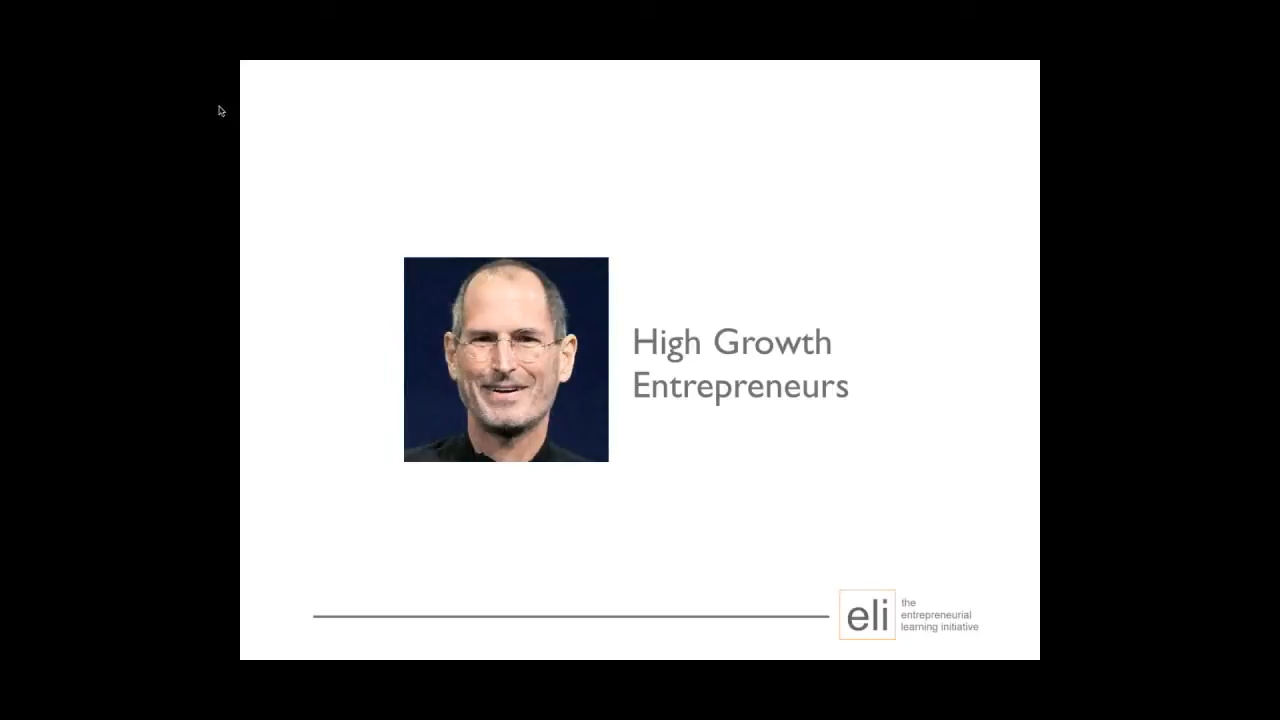 High Growth
Entrepreneurs
eli
the
entrepreneurial
learning initiative